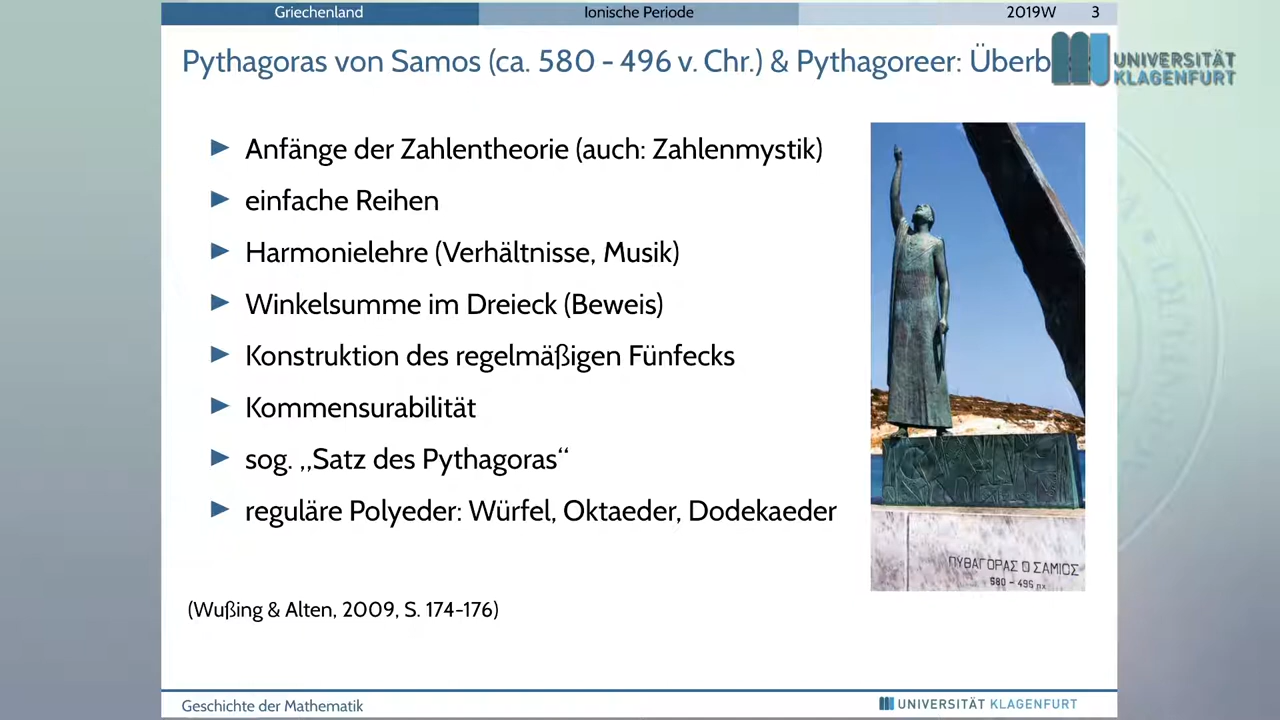 Griechenland Ionische Periode 2019W 3
Pythagoras von Samos (ca. 580 - 496 v. Chr.) & Pythagoreer: Überb
UNIVERSITÄT
KLAGENFURT
Anfänge der Zahlentheorie (auch: Zahlenmystik)
einfache Reihen
Harmonielehre (Verhältnisse, Musik)
Winkelsumme im Dreieck (Beweis)
Konstruktion des regelmäßigen Fünfecks
Kommensurabilität
sog. „Satz des Pythagoras“
reguläre Polyeder: Würfel, Oktaeder, Dodekaeder
ΠΥΘΑΓΟΡΑΣ Ο ΣΑΜΙΟΣ
580 - 496 πχ
(Wußing & Alten, 2009, S. 174-176)
Geschichte der Mathematik UNIVERSITÄT KLAGENFURT